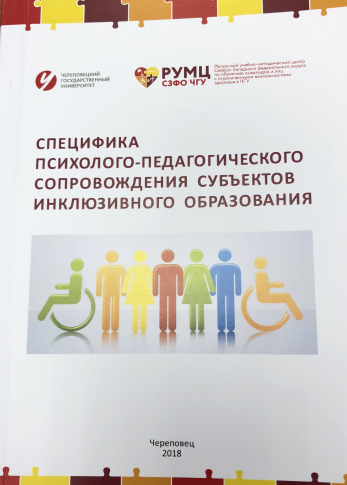 ЧЕРЕПОВЕЦКИЙ
ГОСУДАРСТВЕННЫЙ
УНИВЕРСИТЕТ
РУМЦ
СЗФО ЧГУ
Ресурсный учебно-методический центр
Северо-Западного федерального округа
по обучению инвалидов и лиц
с ограниченными возможностями
здоровья ЧГУ
СПЕЦИФИКА
ПСИХОЛОГО-ПЕДАГОГИЧЕСКОГО
СОПРОВОЖДЕНИЯ СУБЪЕКТОВ
ИНКЛЮЗИВНОГО ОБРАЗОВАНИЯ
Череповец
2018